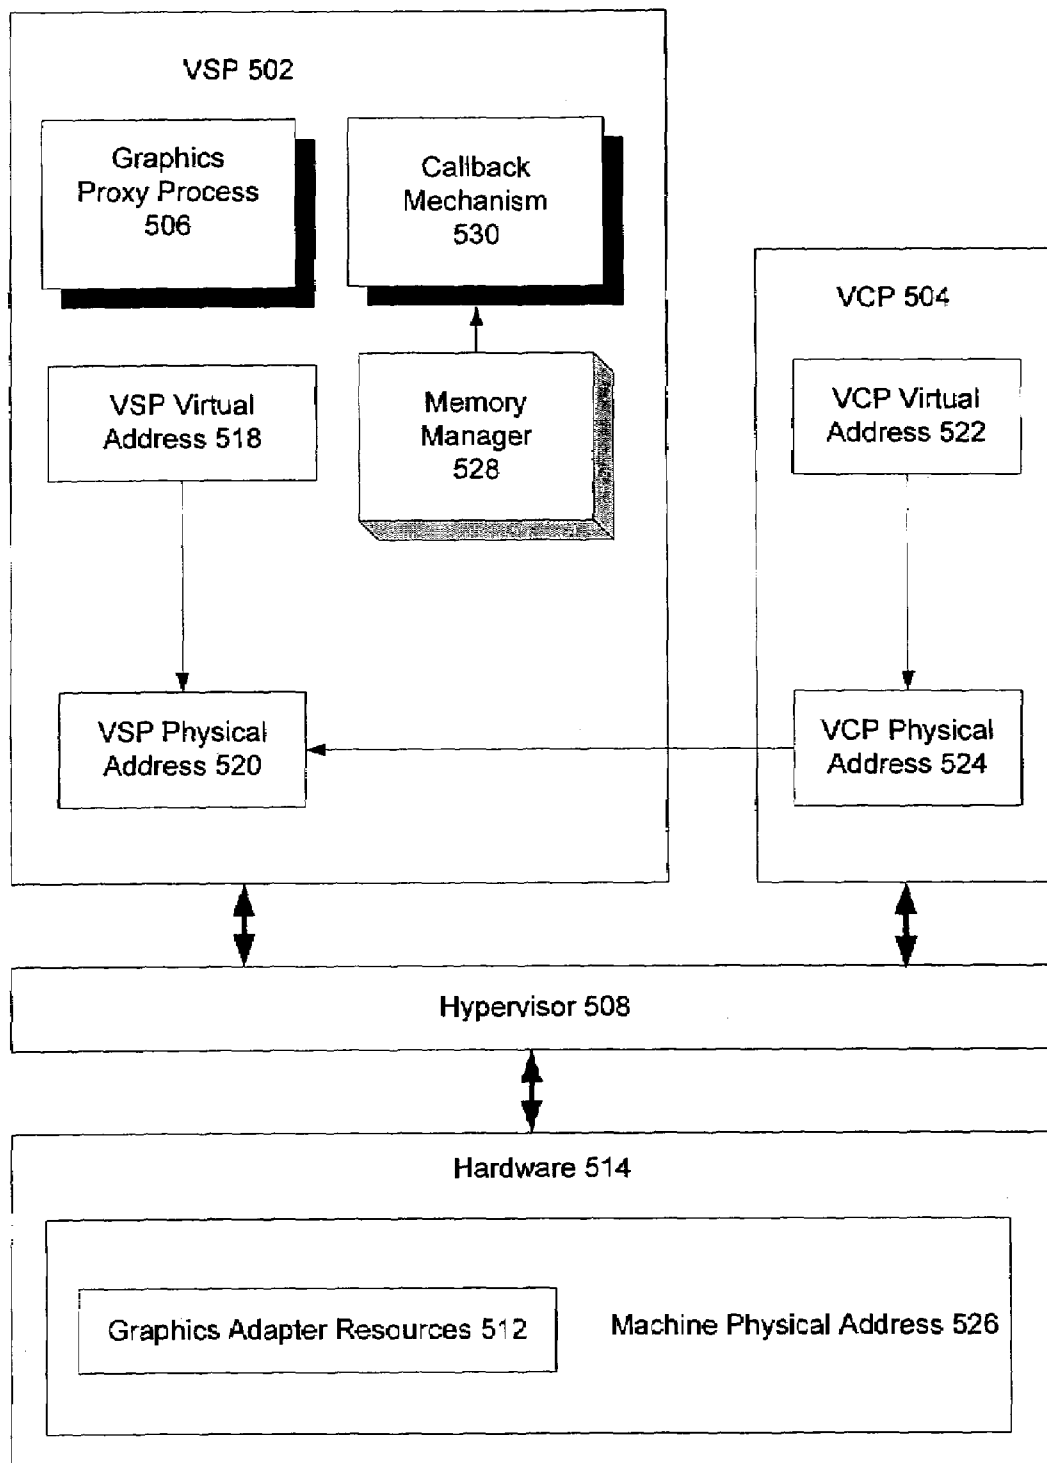 VSP 502
Graphics
Proxy Process
506
Callback
Mechanism
530
VCP 504
VSP Virtual
Address 518
Memory
Manager
528
VCP Virtual
Address 522
VSP Physical
Address 520
VCP Physical
Address 524
Hypervisor 508
Hardware 514
Graphics Adapter Resources 512
Machine Physical Address 526